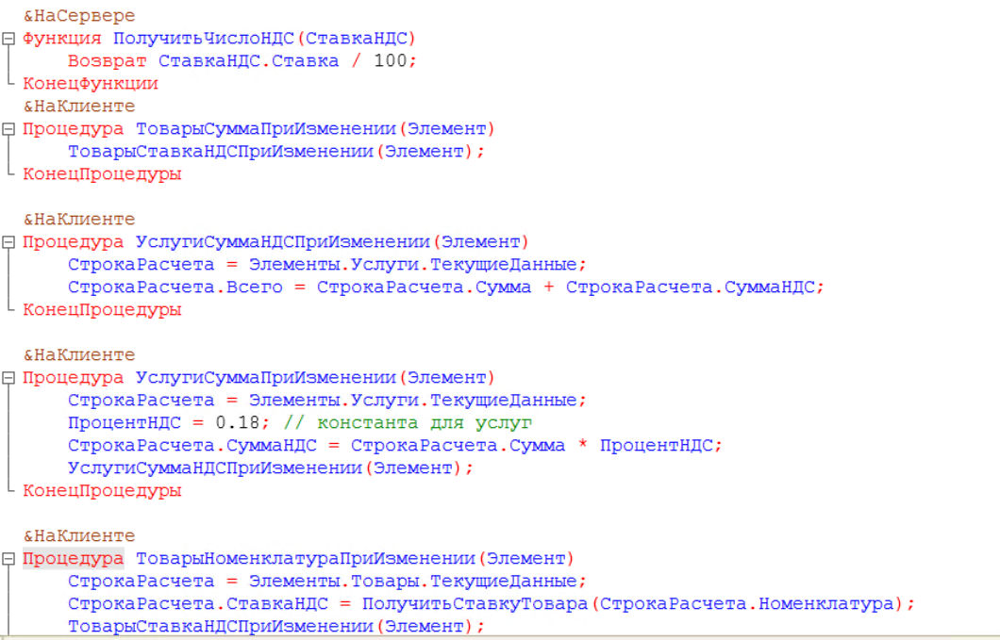 &НаСервере
Функция ПолучитьЧислоНДС(СтавкаНДС)
Возврат СтавкаНДС.Ставка / 100;
КонецФункции
&НаКлиенте
Процедура ТоварыСуммаПриИзменении(Элемент)
ТоварыСтавкаНДСПриИзменении(Элемент);
КонецПроцедуры
&НаКлиенте
Процедура УслугиСуммаНДСПриИзменении(Элемент)
СтрокаРасчета = Элементы.Услуги.ТекущиеДанные;
СтрокаРасчета.Всего = СтрокаРасчета.Сумма + СтрокаРасчета.СуммаНДС;
КонецПроцедуры
&НаКлиенте
Процедура УслугиСуммаПриИзменении(Элемент)
СтрокаРасчета = Элементы.Услуги.ТекущиеДанные;
ПроцентНДС = 0.18; // константа для услуг
СтрокаРасчета.СуммаНДС = СтрокаРасчета.Сумма * ПроцентНДС;
УслугиСуммаНДСПриИзменении(Элемент);
КонецПроцедуры
&НаКлиенте
Процедура ТоварыНоменклатураПриИзменении(Элемент)
СтрокаРасчета = Элементы.Товары.ТекущиеДанные;
СтрокаРасчета.СтавкаНДС = ПолучитьСтавкуТовара(СтрокаРасчета.Номенклатура);
ТоварыСтавкаНДСПриИзменении(Элемент);